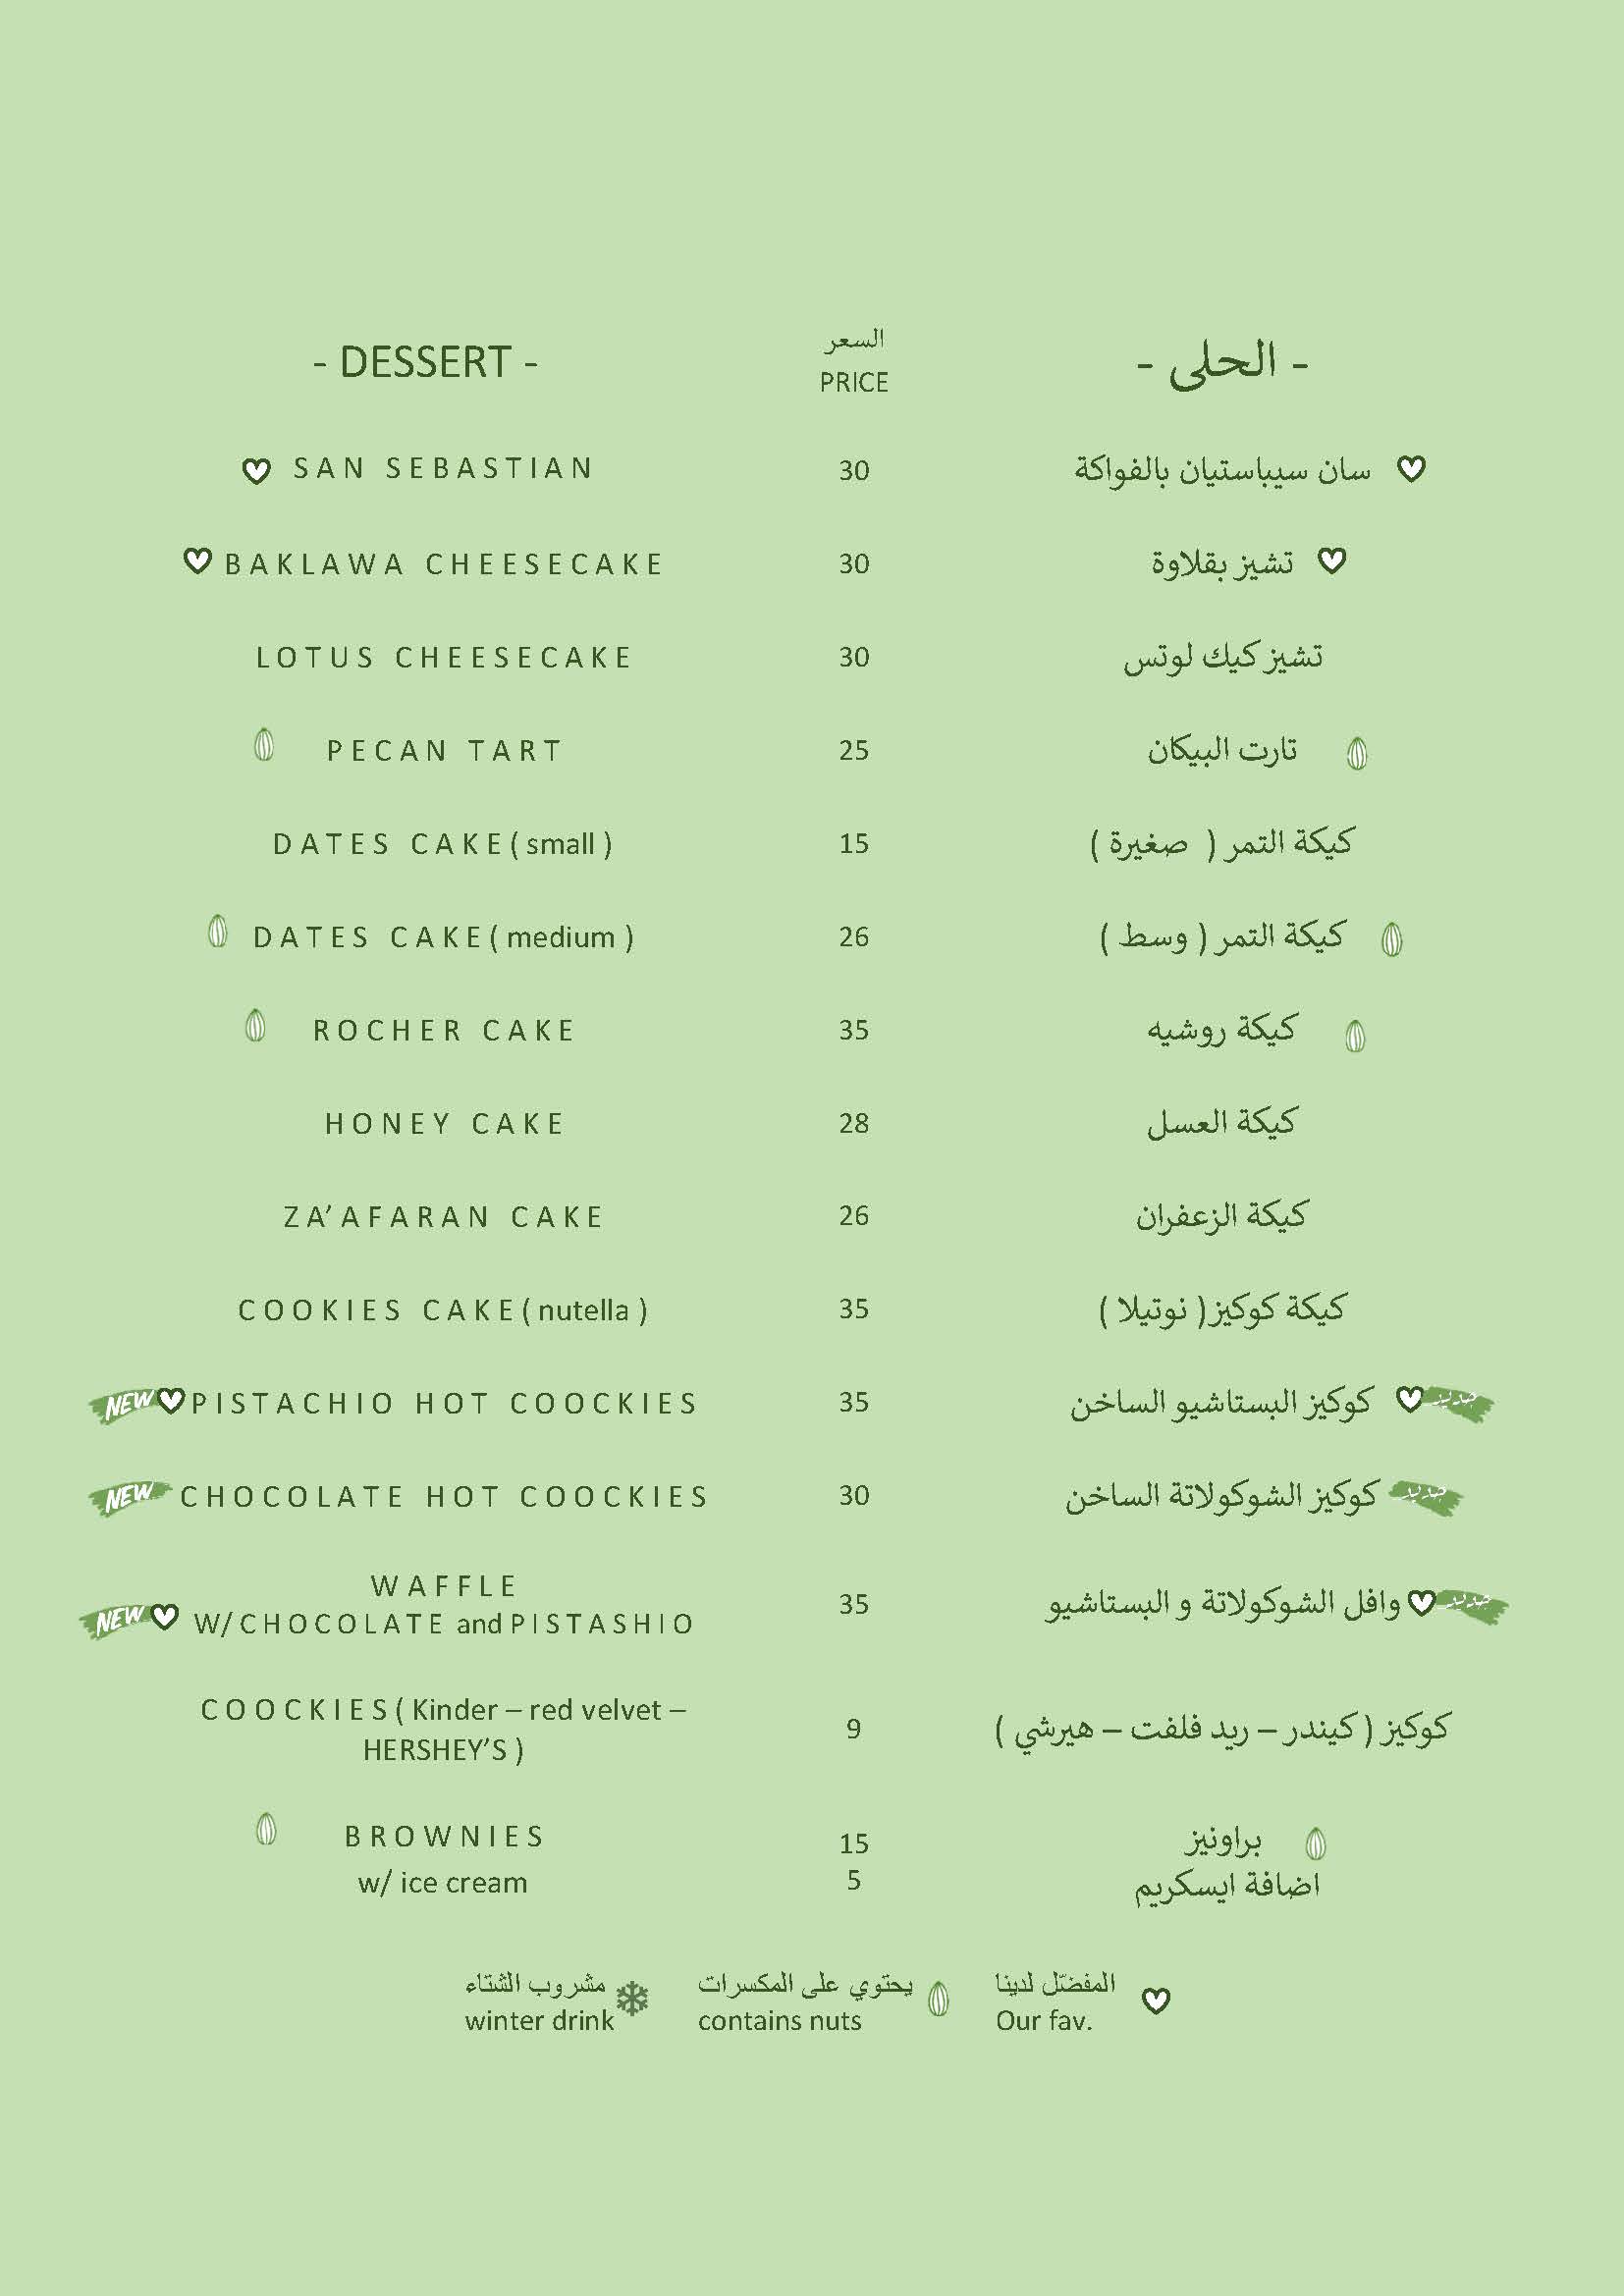 - DESSERT -
السعر
PRICE
- الحلى -
SAN SEBASTIAN 30 سان سيباستيان بالفواكة
BAKLAWA CHEESECAKE 30 تشيز بقلاوة
LOTUS CHEESECAKE 30 تشيز كيك لوتس
PECAN TART 25 تارت البيكان
DATES CAKE ( small ) 15 كيكة التمر ( صغيرة )
DATES CAKE ( medium ) 26 كيكة التمر ( وسط )
ROCHER CAKE 35 كيكة روشيه
HONEY CAKE 28 كيكة العسل
ZA’AFARAN CAKE 26 كيكة الزعفران
COOKIES CAKE ( nutella ) 35 كيكة كوكيز( نوتيلا )
NEW PISTACHIO HOT COOCKIES 35 كوكيز البستاشيو الساخن جديد
NEW CHOCOLATE HOT COOCKIES 30 كوكيز الشوكولاتة الساخن جديد
WAFFLE
NEW W/ CHOCOLATE and PISTASHIO 35 وافل الشوكولاتة و البستاشيو جديد
COOCKIES ( Kinder – red velvet –
HERSHEY’S ) 9 كوكيز ( كيندر – ريد فلفت – هيرشي )
BROWNIES 15 براونيز
w/ ice cream 5 اضافة ايسكريم
مشروب الشتاء يحتوي على المكسرات المفضّل لدينا
winter drink contains nuts Our fav.